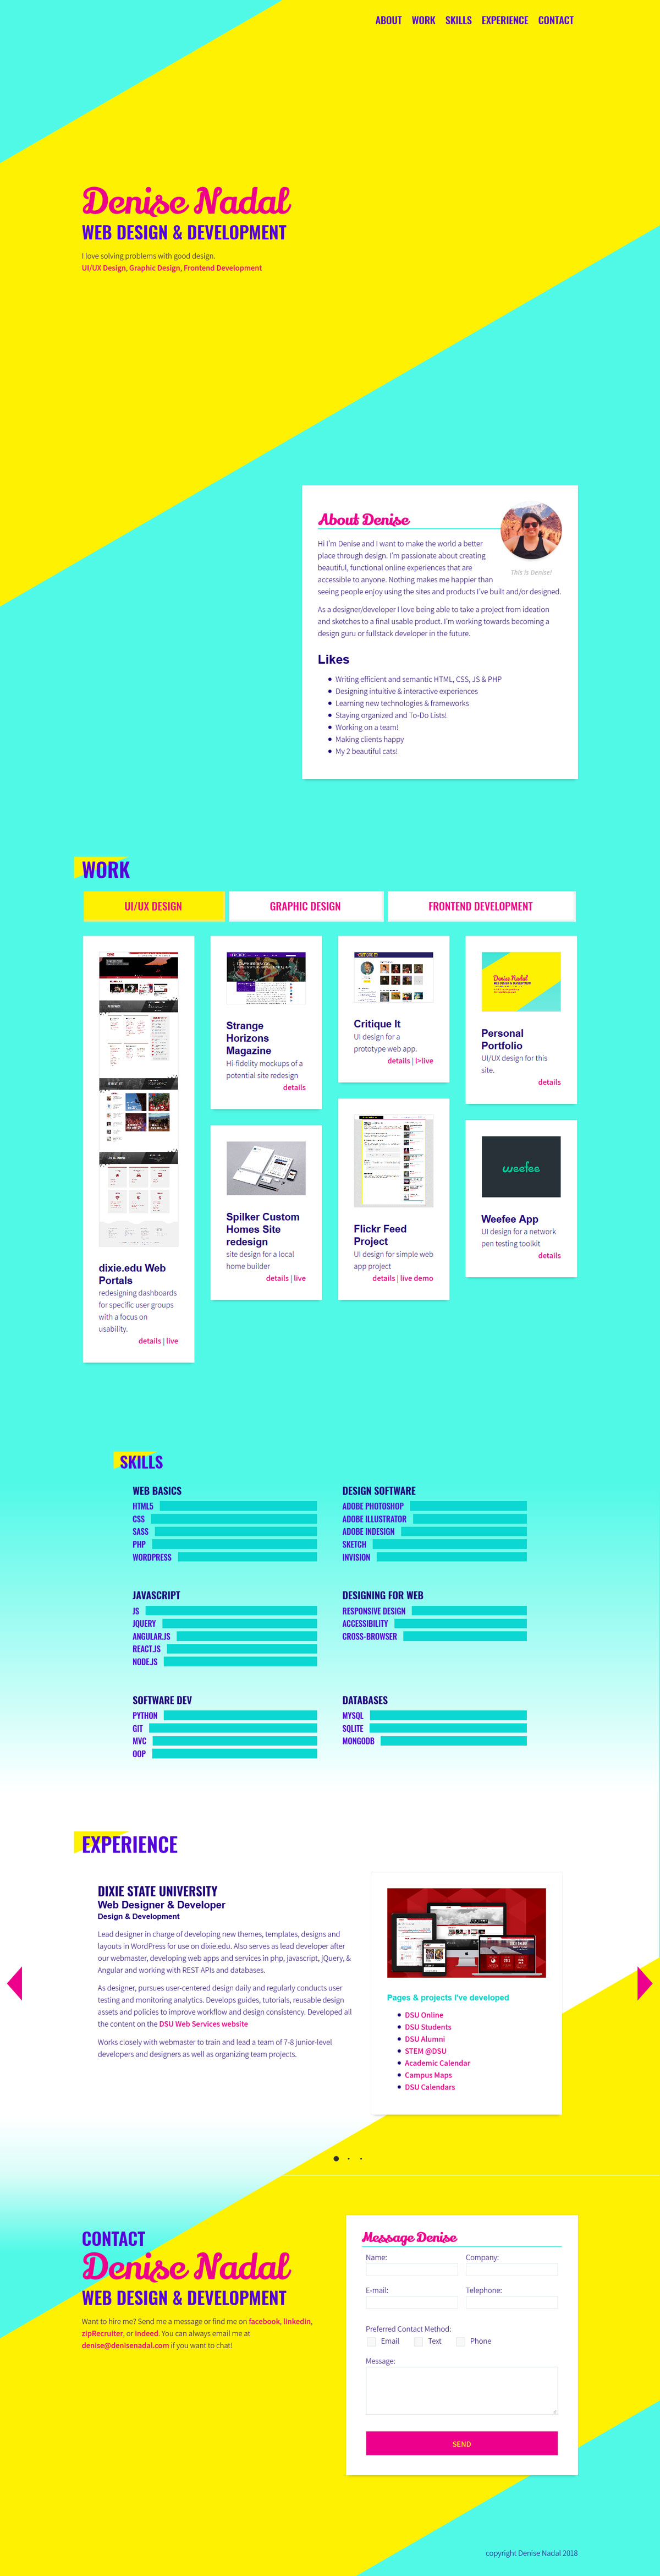 ABOUT WORK SKILLS EXPERIENCE CONTACT
Denise Nadal
WEB DESIGN & DEVELOPMENT
I love solving problems with good design.
UI/UX Design, Graphic Design, Frontend Development
About Denise
This is Denise!
Hi I'm Denise and I want to make the world a better
place through design. I'm passionate about creating
beautiful, functional online experiences that are
accessible to anyone. Nothing makes me happier than
seeing people enjoy using the sites and products I've built and/or designed.
As a designer/developer I love being able to take a project from ideation
and sketches to a final usable product. I'm working towards becoming a
design guru or fullstack developer in the future.
Likes
Writing efficient and semantic HTML, CSS, JS & PHP
Designing intuitive & interactive experiences
Learning new technologies & frameworks
Staying organized and To-Do Lists!
Working on a team!
Making clients happy
My 2 beautiful cats!
WORK
UI/UX DESIGN
GRAPHIC DESIGN
FRONTEND DEVELOPMENT
dixie.edu Web
Portals
redesigning dashboards
for specific user groups
with a focus on
usability.
details | live
Strange
Horizons
Magazine
Hi-fidelity mockups of a
potential site redesign
details
Spilker Custom
Homes Site
redesign
site design for a local
home builder
details | live
Critique It
UI design for a
prototype web app.
details | l>live
Flickr Feed
Project
UI design for simple web
app project
details | live demo
Denise Nadal
WEB DESIGN & DEVELOPMENT
Personal
Portfolio
UI/UX design for this
site.
details
weefee
Weefee App
UI design for a network
pen testing toolkit
details
SKILLS
WEB BASICS
HTML5
CSS
SASS
PHP
WORDPRESS
DESIGN SOFTWARE
ADOBE PHOTOSHOP
ADOBE ILLUSTRATOR
ADOBE INDESIGN
SKETCH
INVISION
JAVASCRIPT
JS
JQUERY
ANGULAR.JS
REACT.JS
NODE.JS
DESIGNING FOR WEB
RESPONSIVE DESIGN
ACCESSIBILITY
CROSS-BROWSER
SOFTWARE DEV
PYTHON
GIT
MVC
OOP
DATABASES
MYSQL
SQLITE
MONGODB
EXPERIENCE
DIXIE STATE UNIVERSITY
Web Designer & Developer
Design & Development
Lead designer in charge of developing new themes, templates, designs and
layouts in WordPress for use on dixie.edu. Also serves as lead developer after
our webmaster, developing web apps and services in php, javascript, jQuery, &
Angular and working with REST APIs and databases.
As designer, pursues user-centered design daily and regularly conducts user
testing and monitoring analytics. Develops guides, tutorials, reusable design
assets and policies to improve workflow and design consistency. Developed all
the content on the DSU Web Services website
Works closely with webmaster to train and lead a team of 7-8 junior-level
developers and designers as well as organizing team projects.
Pages & projects I've developed
DSU Online
DSU Students
DSU Alumni
STEM @DSU
Academic Calendar
Campus Maps
DSU Calendars
CONTACT
Denise Nadal
WEB DESIGN & DEVELOPMENT
Want to hire me? Send me a message or find me on facebook, linkedin,
zipRecruiter, or indeed. You can always email me at
denise@denisenadal.com if you want to chat!
Message Denise
Name:
Company:
E-mail:
Telephone:
Preferred Contact Method:
Email
Text
Phone
Message:
SEND
copyright Denise Nadal 2018